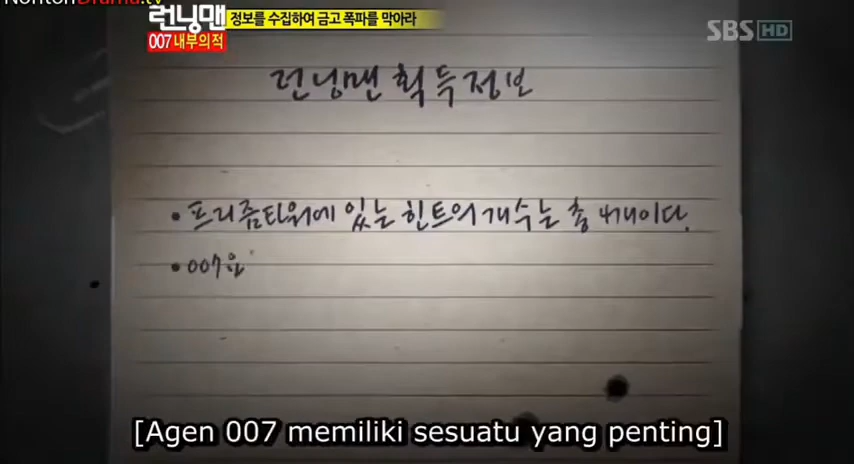 NontonDrama.tv
런닝맨 정보를 수집하여 금고 폭파를 막아라
007 내부의 적
SBS HD
런닝맨 획득정보
• 프리즘타워에 있는 힌트의 개수는 총 4개이다.
• 007은
[Agen 007 memiliki sesuatu yang penting]